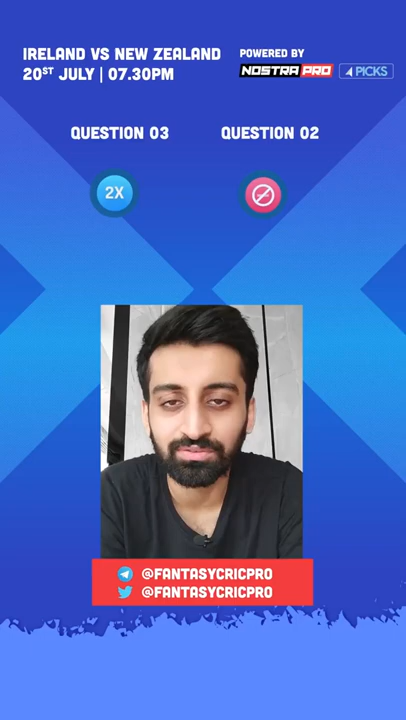 IRELAND VS NEW ZEALAND
20ST JULY | 07.30PM
POWERED BY
NOSTRA PRO PICKS
QUESTION 03
QUESTION 02
2X
@FANTASYCRICPRO
@FANTASYCRICPRO